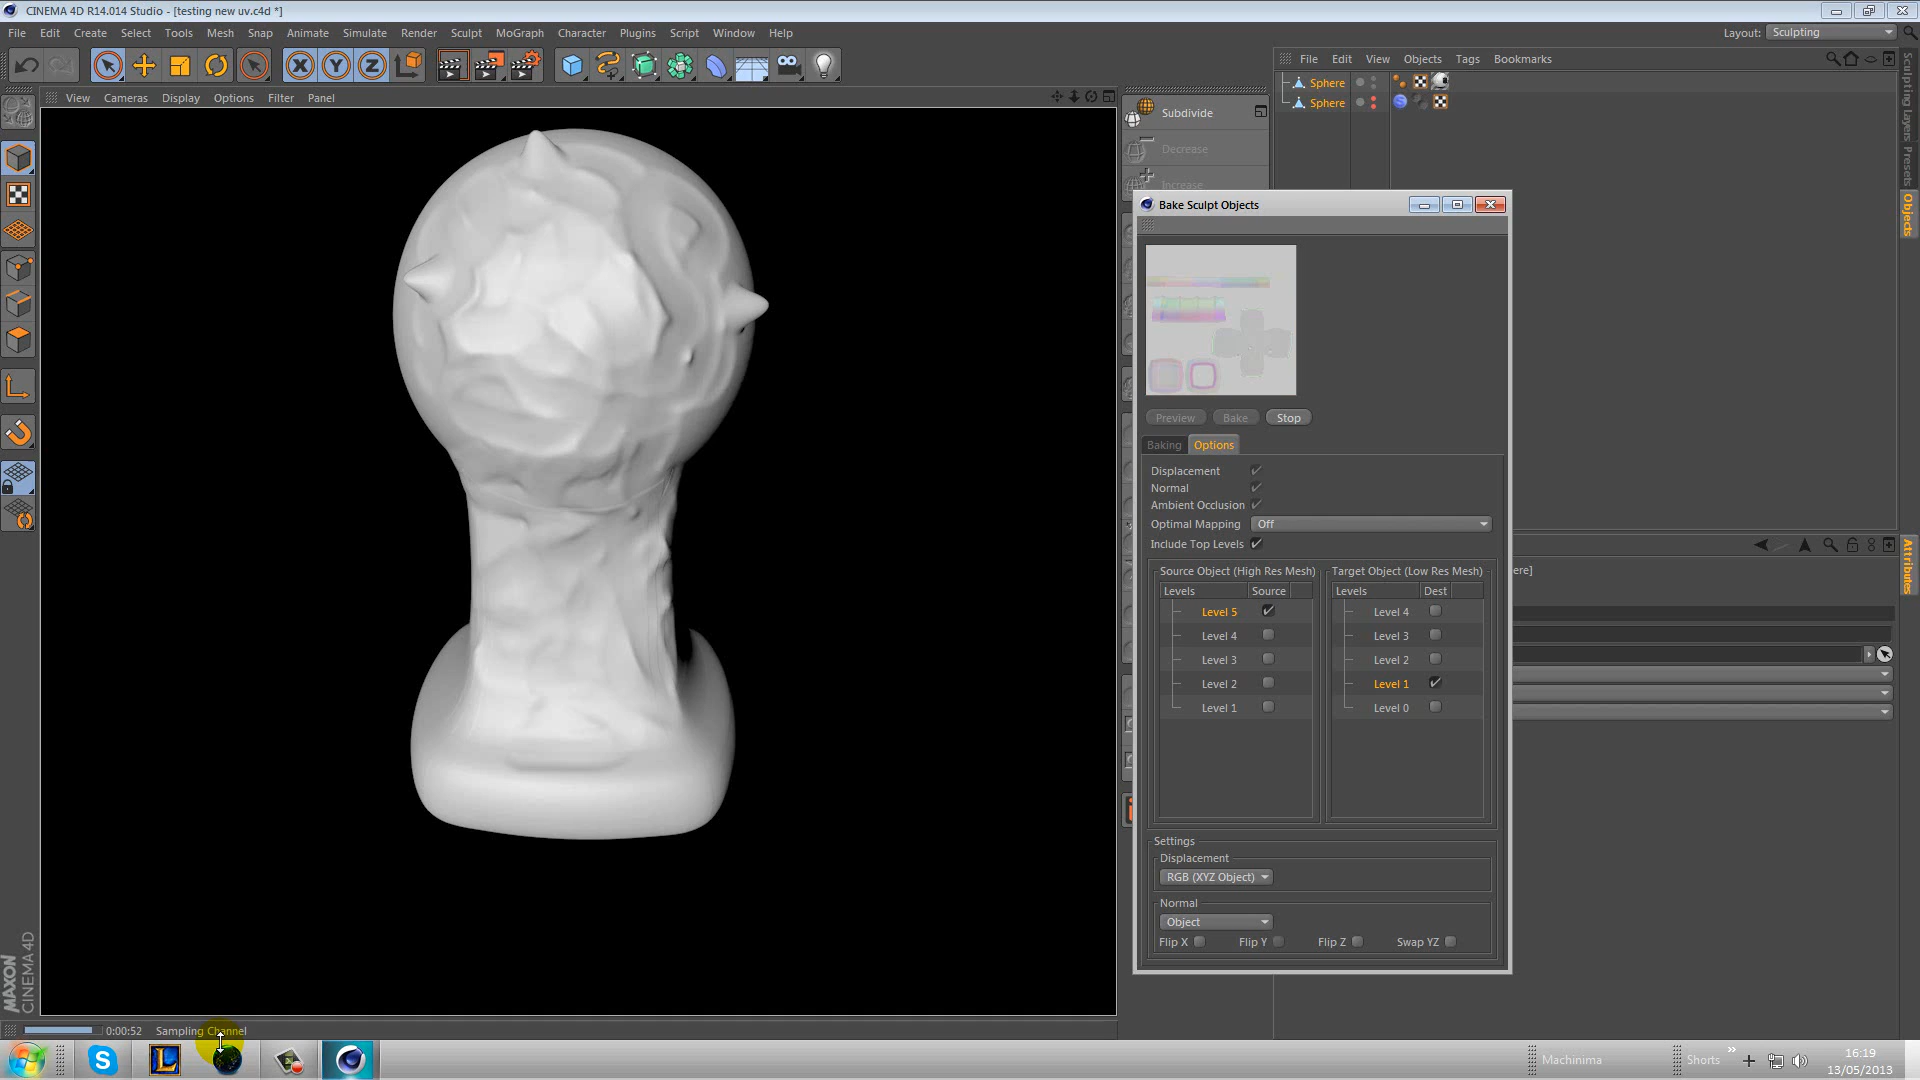 CINEMA 4D R14.014 Studio - [testing new uv.c4d *]
File Edit Create Select Tools Mesh Snap Animate Simulate Render Sculpt MoGraph Character Plugins Script Window Help
Layout: Sculpting
File Edit View Objects Tags Bookmarks
View Cameras Display Options Filter Panel
Sphere
Sphere
Subdivide
Decrease
Increase
Sculpting Layers
Presets
Objects
Attributes
Bake Sculpt Objects
Preview Bake Stop
Baking Options
Displacement
Normal
Ambient Occlusion
Optimal Mapping Off
Include Top Levels
Source Object (High Res Mesh) Target Object (Low Res Mesh)
Levels Source Levels Dest
Level 5 Level 4
Level 4 Level 3
Level 3 Level 2
Level 2 Level 1
Level 1 Level 0
Settings
Displacement
RGB (XYZ Object)
Normal
Object
Flip X Flip Y Flip Z Swap YZ
ere]
MAXON
CINEMA 4D
0:00:52 Sampling Channel
Machinima
Shorts
16:19
13/05/2013